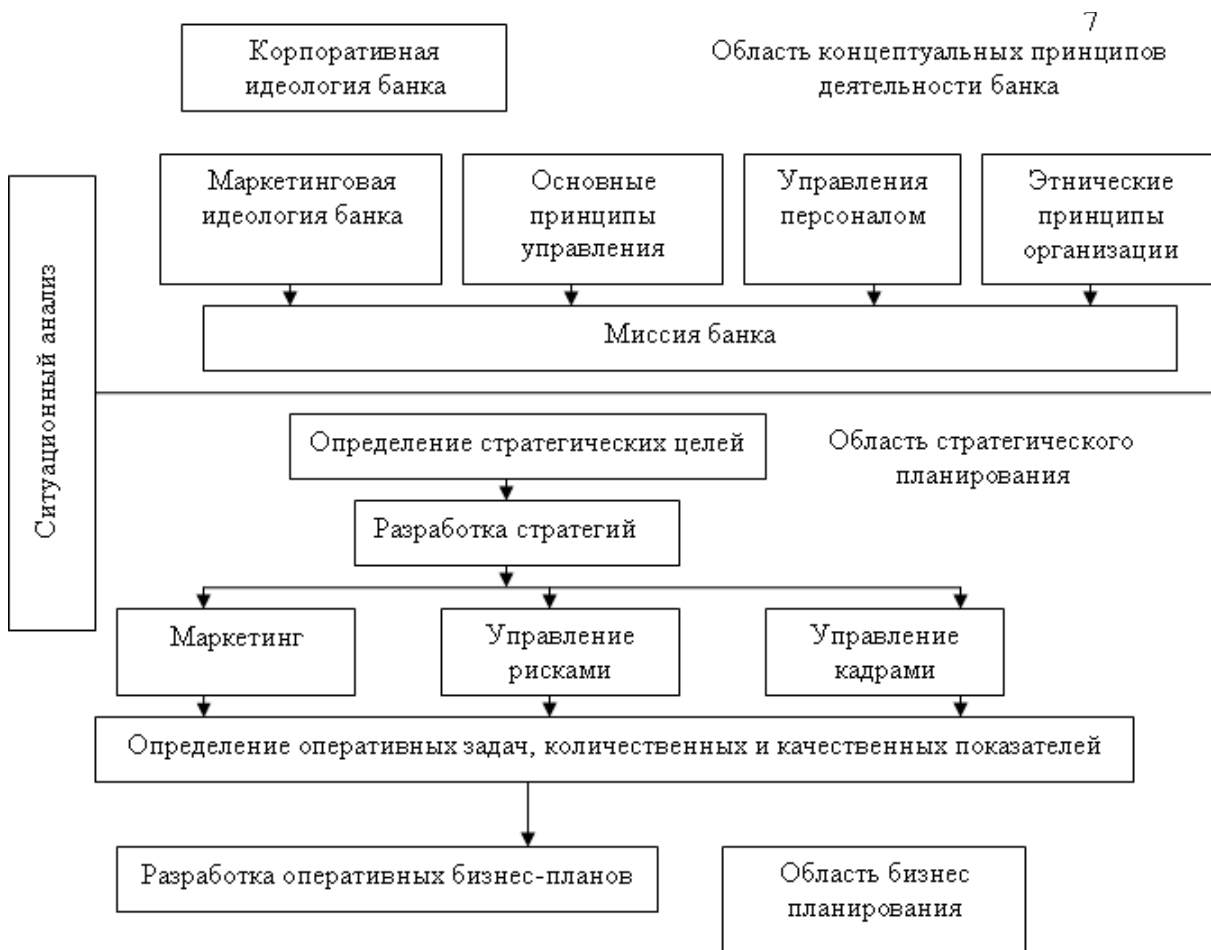 7
Корпоративная
идеология банка
Область концептуальных принципов
деятельности банка
Маркетинговая
идеология банка
Основные
принципы
управления
Управления
персоналом
Этнические
принципы
организации
Миссия банка
Ситуационный анализ
Определение стратегических целей
Область стратегического
планирования
Разработка стратегий
Маркетинг
Управление
рисками
Управление
кадрами
Определение оперативных задач, количественных и качественных показателей
Разработка оперативных бизнес-планов
Область бизнес
планирования